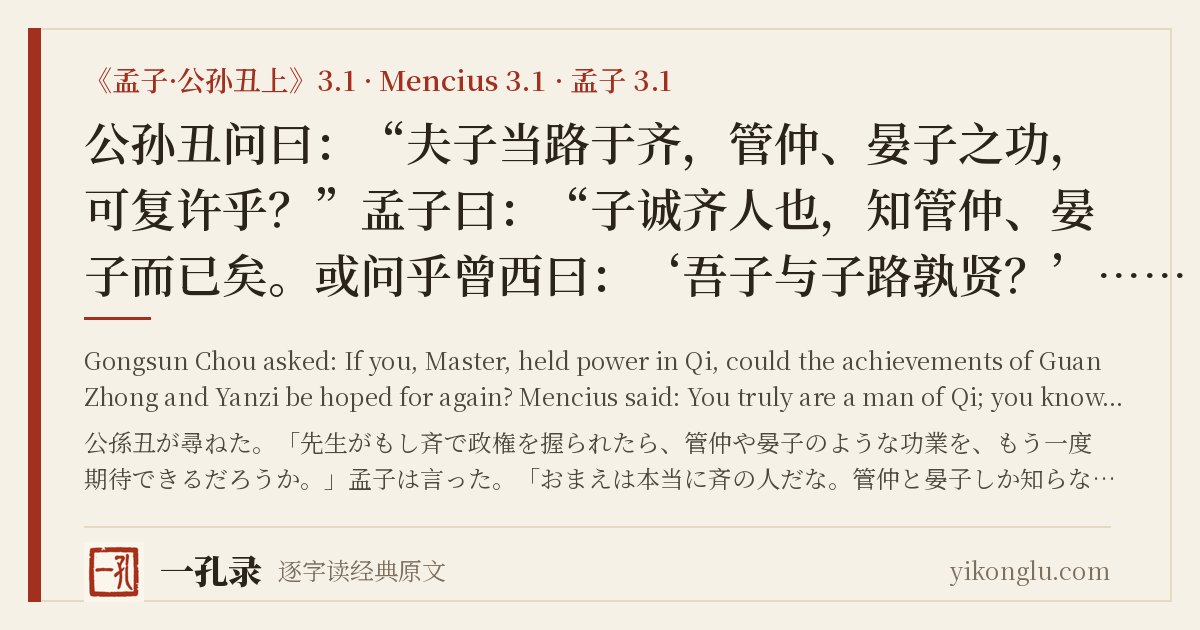 《孟子·公孙丑上》3.1 · Mencius 3.1 · 孟子 3.1
公孙丑问曰：“夫子当路于齐，管仲、晏子之功，
可复许乎？”孟子曰：“子诚齐人也，知管仲、晏
子而已矣。或问乎曾西曰：‘吾子与子路孰贤？’……
Gongsun Chou asked: If you, Master, held power in Qi, could the achievements of Guan
Zhong and Yanzi be hoped for again? Mencius said: You truly are a man of Qi; you know...
公孫丑が尋ねた。「先生がもし斉で政権を握られたら、管仲や晏子のような功業を、もう一度
期待できるだろうか。」孟子は言った。「おまえは本当に斉の人だな。管仲と晏子しか知らな…
一孔
一孔录 逐字读经典原文 yikonglu.com